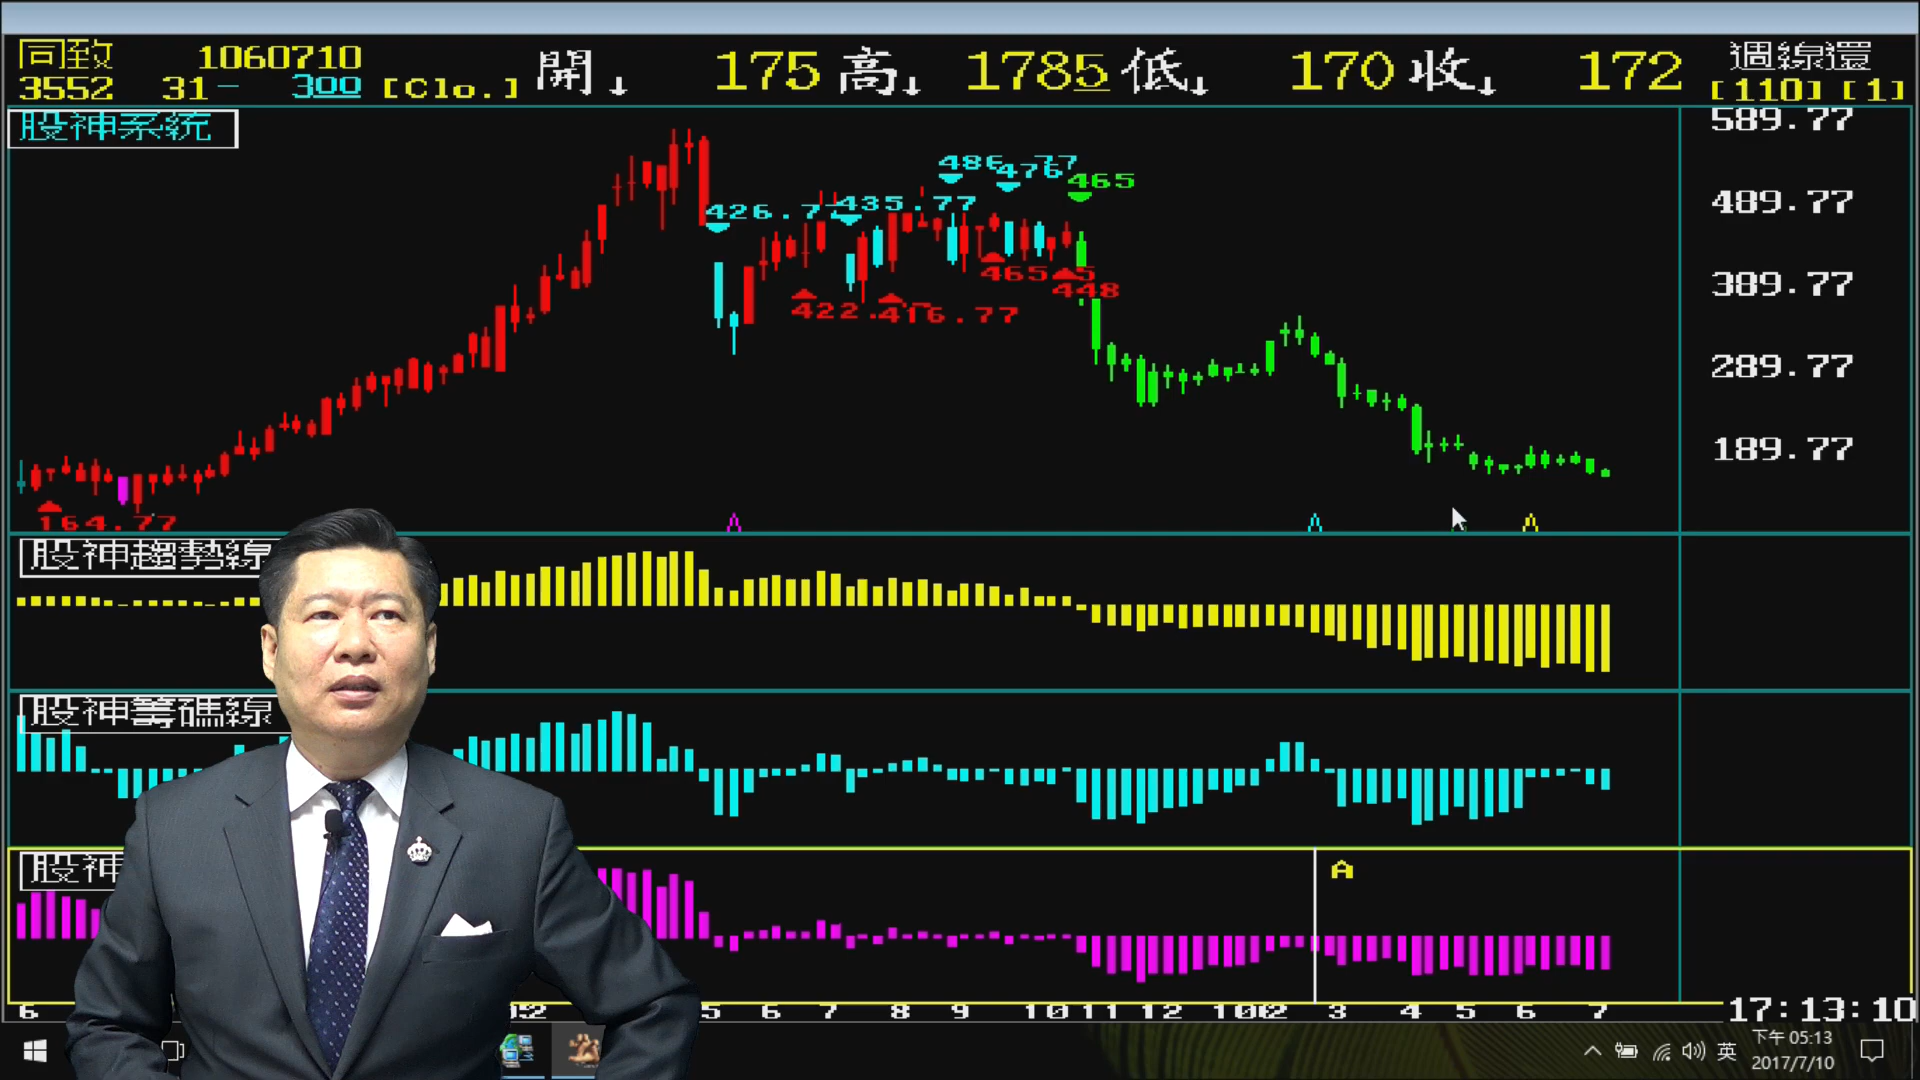 同致 1060710 開↓ 175 高↓ 1785 低↓ 170 收↓ 172 週線還
3552 31- 300 [Clo.] [110] [1]
股神系統
589.77
489.77
389.77
289.77
189.77
486.77
476
465
426.7
435.77
465
5
448
422.
416.77
164.77
股神趨勢線
股神籌碼線
股神
A
6 5 6 7 8 9 10 11 12 3 4 5 6 7
17:13:10
英
下午 05:13
2017/7/10